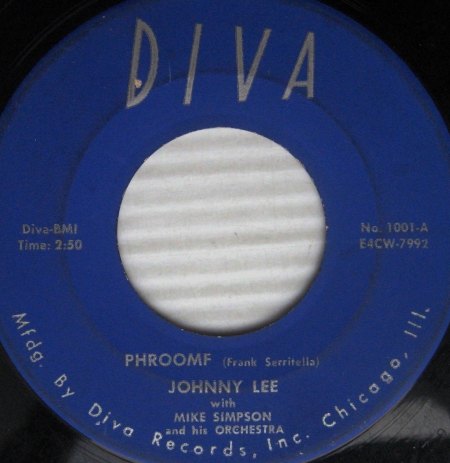 DIVA
Diva-BMI
Time: 2:50
No. 1001-A
E4CW-7992
PHROOMF (Frank Serritella)
JOHNNY LEE
with
MIKE SIMPSON
and his ORCHESTRA
Mfdg. By Diva Records, Inc. Chicago, Ill.